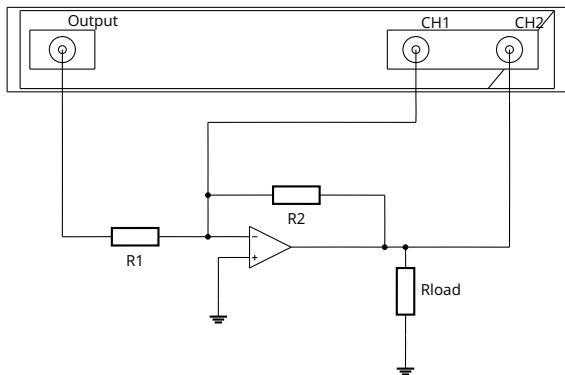 Output
CH1
CH2
R2
R1
−
+
Rload